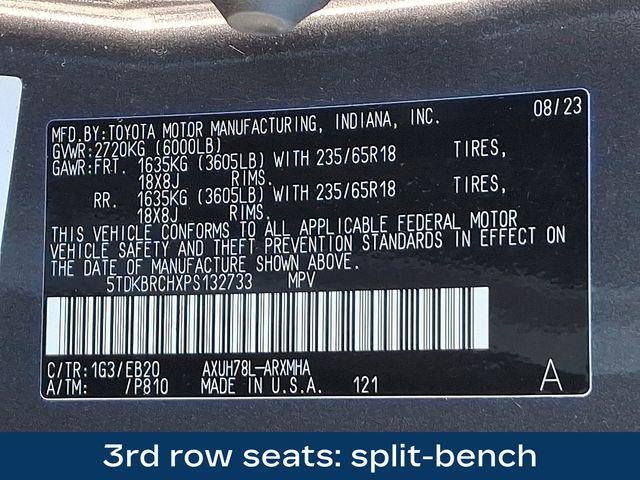 08/23
MFD.BY:TOYOTA MOTOR MANUFACTURING, INDIANA, INC.
GVWR:2720KG (6000LB)
GAWR:FRT. 1635KG (3605LB) WITH 235/65R18 TIRES,
18X8J RIMS.
RR. 1635KG (3605LB) WITH 235/65R18 TIRES,
18X8J RIMS.
THIS VEHICLE CONFORMS TO ALL APPLICABLE FEDERAL MOTOR
VEHICLE SAFETY AND THEFT PREVENTION STANDARDS IN EFFECT ON
THE DATE OF MANUFACTURE SHOWN ABOVE.
5TDKBRCHXPS132733 MPV
C/TR:1G3/EB20 AXUH78L-ARXMHA
A/TM: /P810 MADE IN U.S.A. 121 A
3rd row seats: split-bench